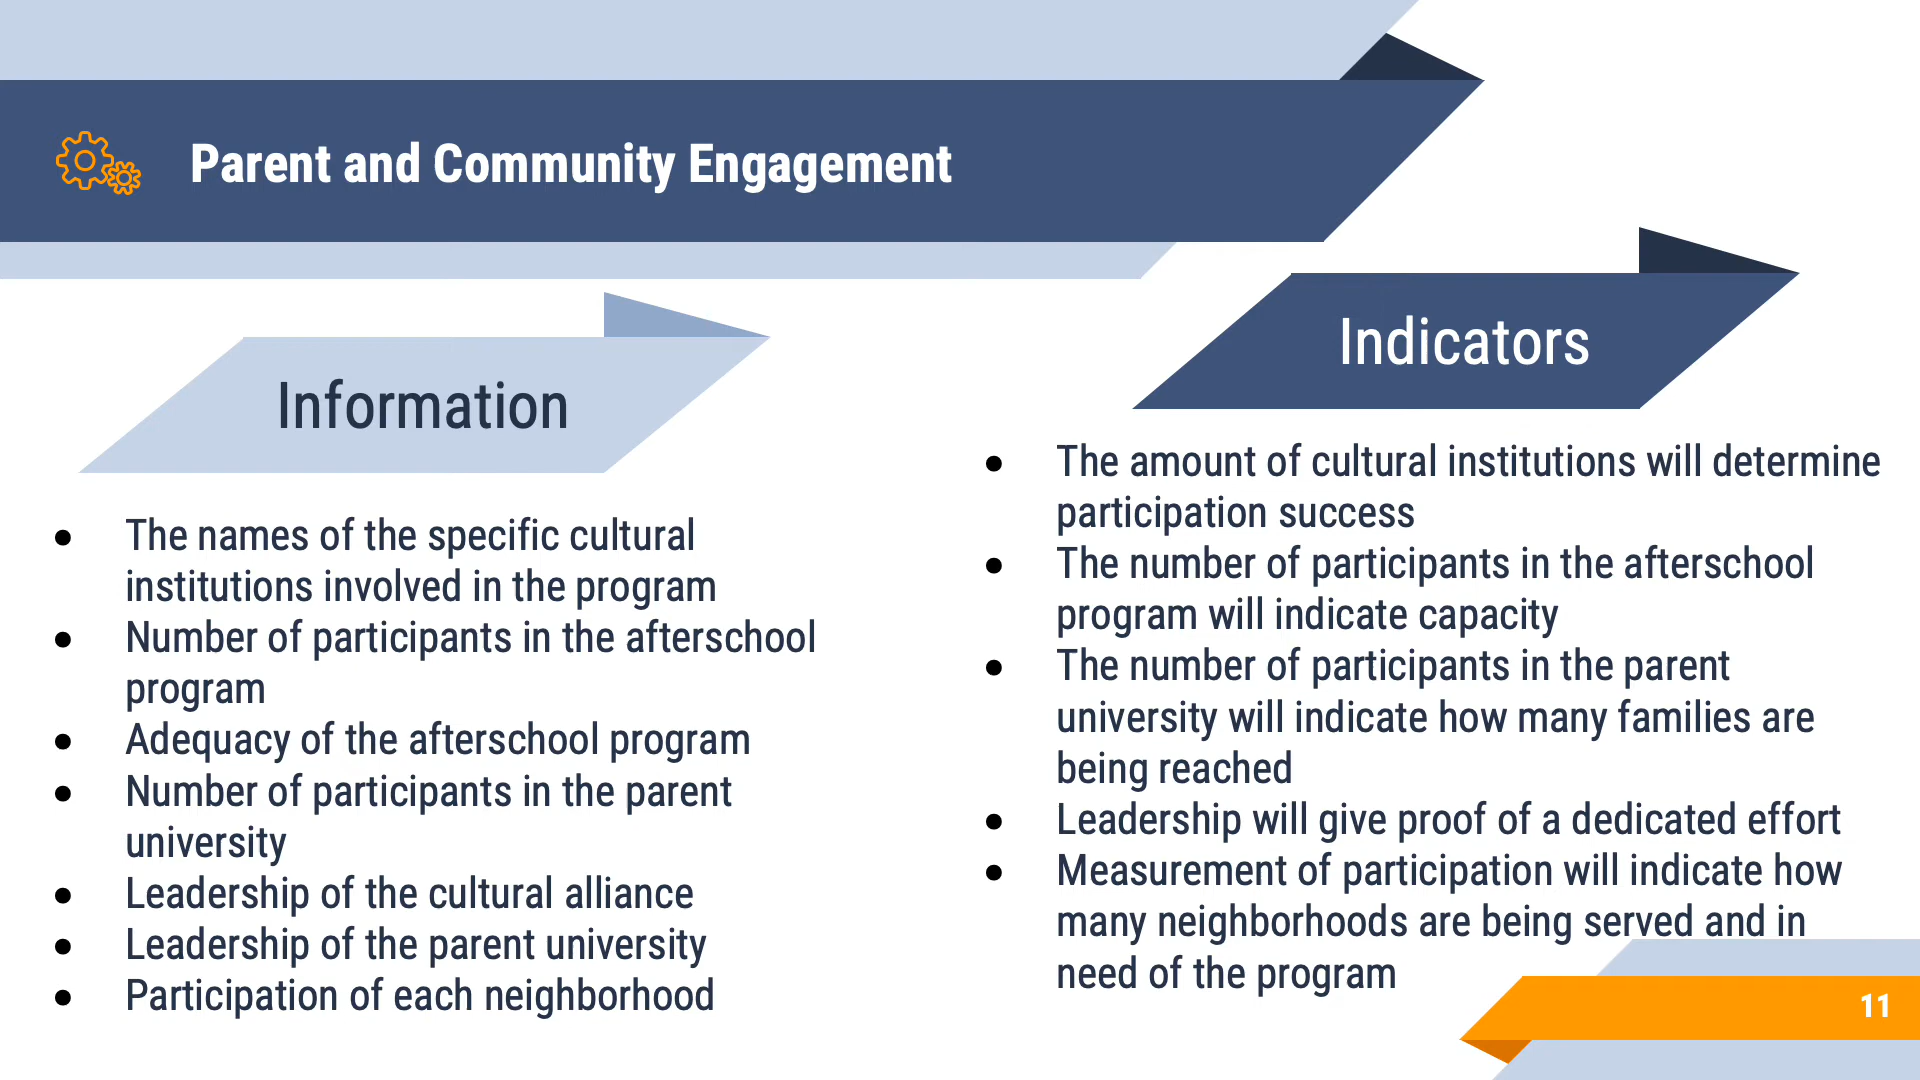 Parent and Community Engagement
Information
● The names of the specific cultural
institutions involved in the program
● Number of participants in the afterschool
program
● Adequacy of the afterschool program
● Number of participants in the parent
university
● Leadership of the cultural alliance
● Leadership of the parent university
● Participation of each neighborhood
Indicators
● The amount of cultural institutions will determine
participation success
● The number of participants in the afterschool
program will indicate capacity
● The number of participants in the parent
university will indicate how many families are
being reached
● Leadership will give proof of a dedicated effort
● Measurement of participation will indicate how
many neighborhoods are being served and in
need of the program
11